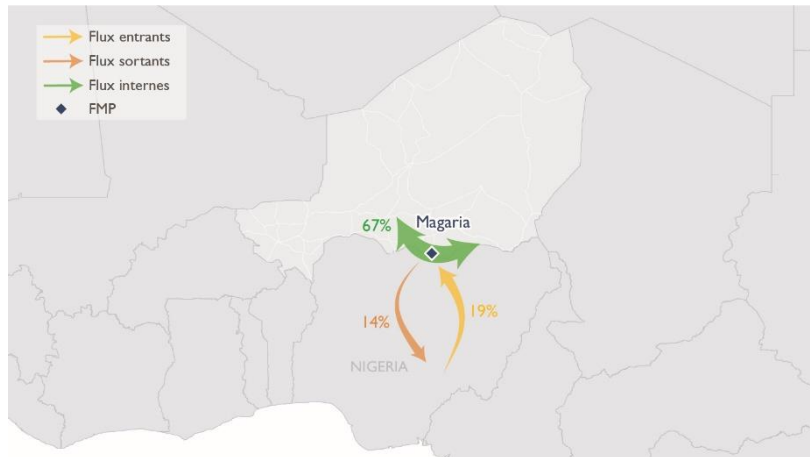 Flux entrants
Flux sortants
Flux internes
FMP
67%
Magaria
14%
19%
NIGERIA